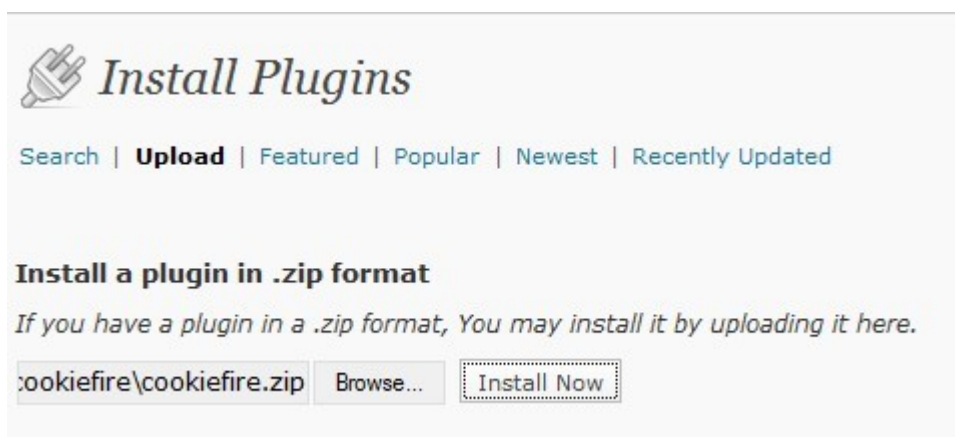 Install Plugins
Search | Upload | Featured | Popular | Newest | Recently Updated
Install a plugin in .zip format
If you have a plugin in a .zip format, You may install it by uploading it here.
:ookiefire\cookiefire.zip Browse... Install Now